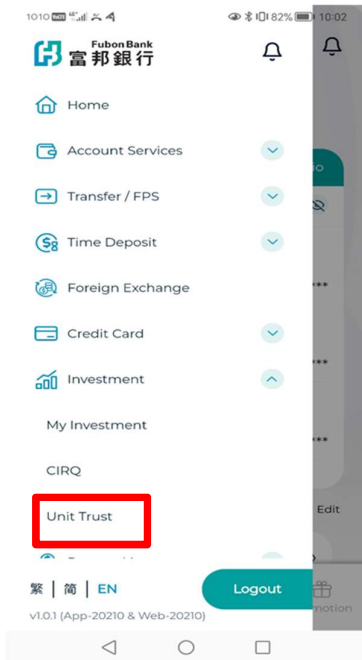 1010 82% 10:02
Fubon Bank
富邦銀行
Home
Account Services
Transfer / FPS
Time Deposit
Foreign Exchange
Credit Card
Investment
My Investment
CIRQ
Unit Trust
Edit
繁 | 简 | EN
Logout
v1.0.1 (App-20210 & Web-20210)